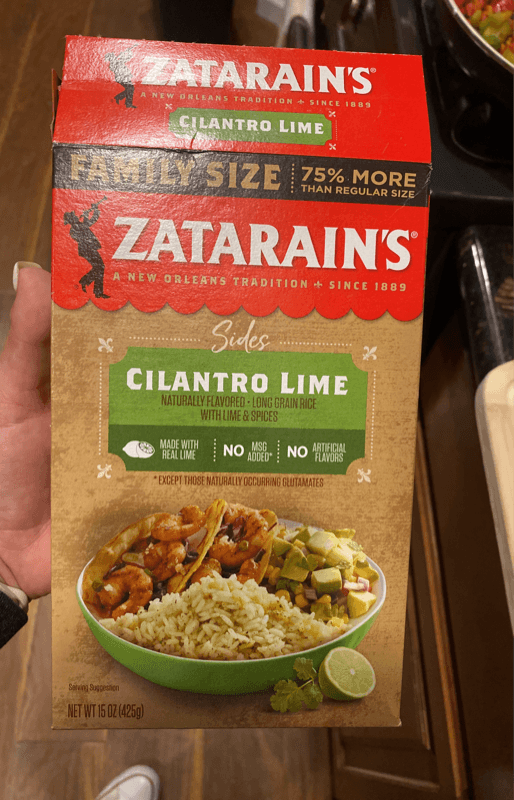 ZATARAIN'S®
A NEW ORLEANS TRADITION + SINCE 1889
CILANTRO LIME
FAMILY SIZE
75% MORE
THAN REGULAR SIZE
ZATARAIN'S®
A NEW ORLEANS TRADITION + SINCE 1889
Sides
CILANTRO LIME
NATURALLY FLAVORED • LONG GRAIN RICE
WITH LIME & SPICES
MADE WITH
REAL LIME
NO MSG
ADDED*
NO ARTIFICIAL
FLAVORS
*EXCEPT THOSE NATURALLY OCCURRING GLUTAMATES
Serving Suggestion
NET WT 15 OZ (425g)